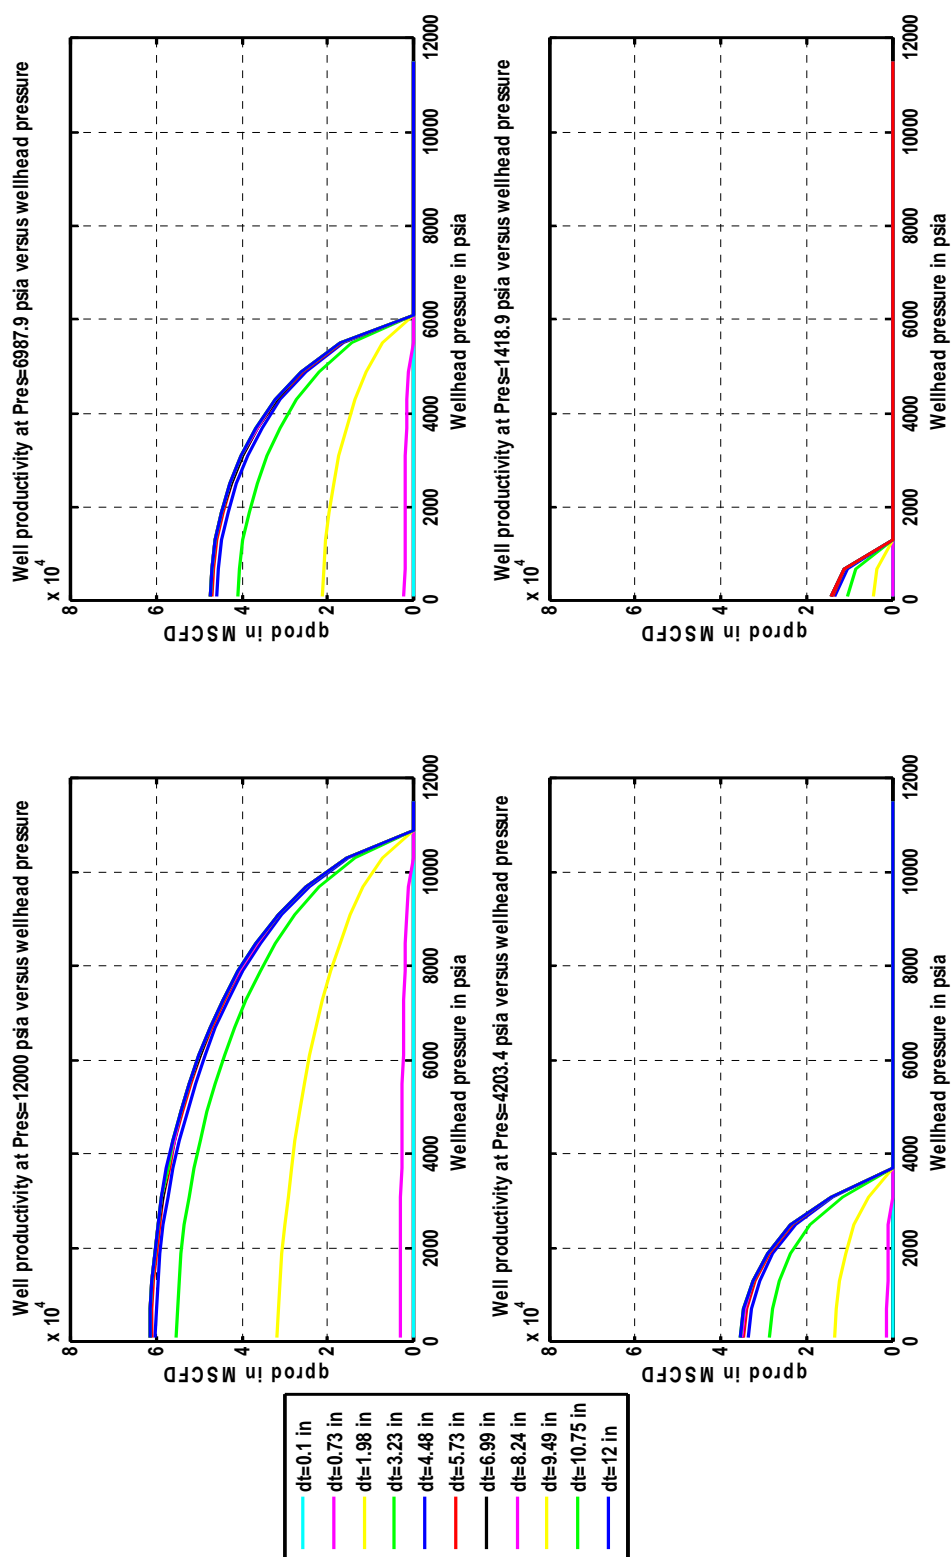 dt=0.1 in
dt=0.73 in
dt=1.98 in
dt=3.23 in
dt=4.48 in
dt=5.73 in
dt=6.99 in
dt=8.24 in
dt=9.49 in
dt=10.75 in
dt=12 in
Well productivity at Pres=12000 psia versus wellhead pressure
x 10^4
8
6
4
2
0
qprod in MSCFD
0 2000 4000 6000 8000 10000 12000
Wellhead pressure in psia
Well productivity at Pres=6987.9 psia versus wellhead pressure
x 10^4
8
6
4
2
0
qprod in MSCFD
0 2000 4000 6000 8000 10000 12000
Wellhead pressure in psia
Well productivity at Pres=4203.4 psia versus wellhead pressure
x 10^4
8
6
4
2
0
qprod in MSCFD
0 2000 4000 6000 8000 10000 12000
Wellhead pressure in psia
Well productivity at Pres=1418.9 psia versus wellhead pressure
x 10^4
8
6
4
2
0
qprod in MSCFD
0 2000 4000 6000 8000 10000 12000
Wellhead pressure in psia